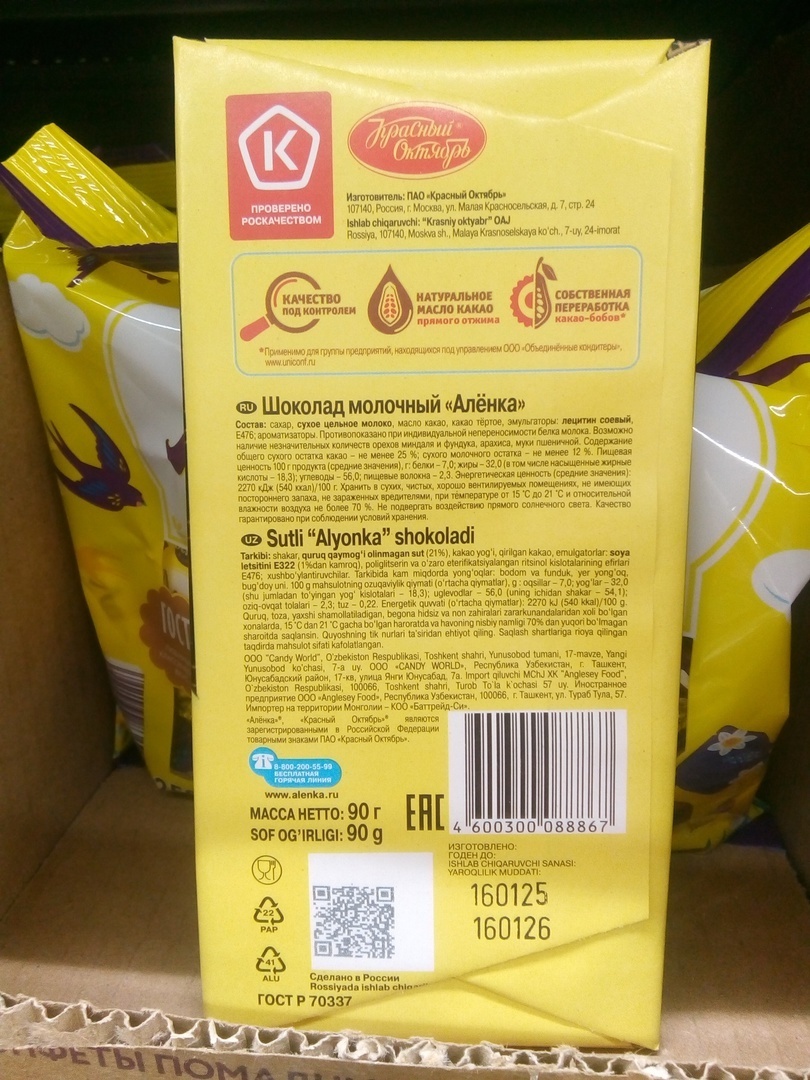 К
ПРОВЕРЕНО
РОСКАЧЕСТВОМ
Красный
Октябрь
Изготовитель: ПАО «Красный Октябрь»
107140, Россия, г. Москва, ул. Малая Красносельская, д. 7, стр. 24
Ishlab chiqaruvchi: “Krasniy oktyabr” OAJ
Rossiya, 107140, Moskva sh., Malaya Krasnoselskaya ko‘ch., 7-uy, 24-imorat
КАЧЕСТВО
ПОД КОНТРОЛЕМ
НАТУРАЛЬНОЕ
МАСЛО КАКАО
прямого отжима
СОБСТВЕННАЯ
ПЕРЕРАБОТКА
какао-бобов*
*Применимо для группы предприятий, находящихся под управлением ООО «Объединённые кондитеры».
www.uniconf.ru
RU Шоколад молочный «Алёнка»
Состав: сахар, сухое цельное молоко, масло какао, какао тёртое, эмульгаторы: лецитин соевый,
Е476; ароматизаторы. Противопоказано при индивидуальной непереносимости белка молока. Возможно
наличие незначительных количеств орехов миндаля и фундука, арахиса, муки пшеничной. Содержание
общего сухого остатка какао – не менее 25 %; сухого молочного остатка – не менее 12 %. Пищевая
ценность 100 г продукта (средние значения), г: белки – 7,0; жиры – 32,0 (в том числе насыщенные жирные
кислоты – 18,3); углеводы – 56,0; пищевые волокна – 2,3. Энергетическая ценность (средние значения):
2270 кДж (540 ккал)/100 г. Хранить в сухих, чистых, хорошо вентилируемых помещениях, не имеющих
постороннего запаха, не зараженных вредителями, при температуре от 15 °С до 21 °С и относительной
влажности воздуха не более 70 %. Не подвергать воздействию прямого солнечного света. Качество
гарантировано при соблюдении условий хранения.
UZ Sutli “Alyonka” shokoladi
Tarkibi: shakar, quruq qaymog‘i olinmagan sut (21%), kakao yog‘i, qirilgan kakao, emulgatorlar: soya
letsitini E322 (1%dan kamroq), poliglitserin va o‘zaro eterifikatsiyalangan ritsinol kislotalarining efirlari
E476; xushbo‘ylantiruvchilar. Tarkibida kam miqdorda yong‘oqlar: bodom va funduk, yer yong‘oq,
bug‘doy uni. 100 g mahsulotning ozuqaviylik qiymati (o‘rtacha qiymatlar), g : oqsillar – 7,0; yog‘lar – 32,0
(shu jumladan to‘yingan yog‘ kislotalari - 18,3); uglevodlar – 56,0 (uning ichidan shakar – 54,1);
oziq-ovqat tolalari - 2,3; tuz – 0,22. Energetik quvvati (o‘rtacha qiymatlar): 2270 kJ (540 kkal)/100 g.
Quruq, toza, yaxshi shamollatiladigan, begona hidsiz va don zahiralari zararkunandalaridan xoli bo‘lgan
xonalarda, 15 °C dan 21 °C gacha bo‘lgan haroratda va havoning nisbiy namligi 70% dan yuqori bo‘lmagan
sharoitda saqlansin. Quyoshning tik nurlari ta’siridan ehtiyot qiling. Saqlash shartlariga rioya qilingan
taqdirda mahsulot sifati kafolatlangan.
ООО "Candy World", O‘zbekiston Respublikasi, Toshkent shahri, Yunusobod tumani, 17-mavze, Yangi
Yunusobod ko‘chasi, 7-a uy. ООО «CANDY WORLD», Республика Узбекистан, г. Ташкент,
Юнусабадский район, 17-кв, улица Янги Юнусабад, 7а. Import qiluvchi MChJ XK "Anglesey Food",
O‘zbekiston Respublikasi, 100066, Toshkent shahri, Turob To‘la k‘ochasi 57 uy. Иностранное
предприятие ООО «Anglesey Food», Республика Узбекистан, 100066, г. Ташкент, ул. Тураб Тула, 57.
Импортер на территории Монголии – КОО «Баттрейд-Си».
«Алёнка»®, «Красный Октябрь»® являются
зарегистрированными в Российской Федерации
товарными знаками ПАО «Красный Октябрь».
8-800-200-55-99
БЕСПЛАТНАЯ
ГОРЯЧАЯ ЛИНИЯ
www.alenka.ru
МАССА НЕТТО: 90 г
SOF OG‘IRLIGI: 90 g
EAC
4 600300 088867
ИЗГОТОВЛЕНО:
ГОДЕН ДО:
ISHLAB CHIQARUVCHI SANASI:
YAROQLILIK MUDDATI:
160125
160126
22
PAP
41
ALU
Сделано в России
Rossiyada ishlab chiqa
ГОСТ Р 70337
ГОСТ